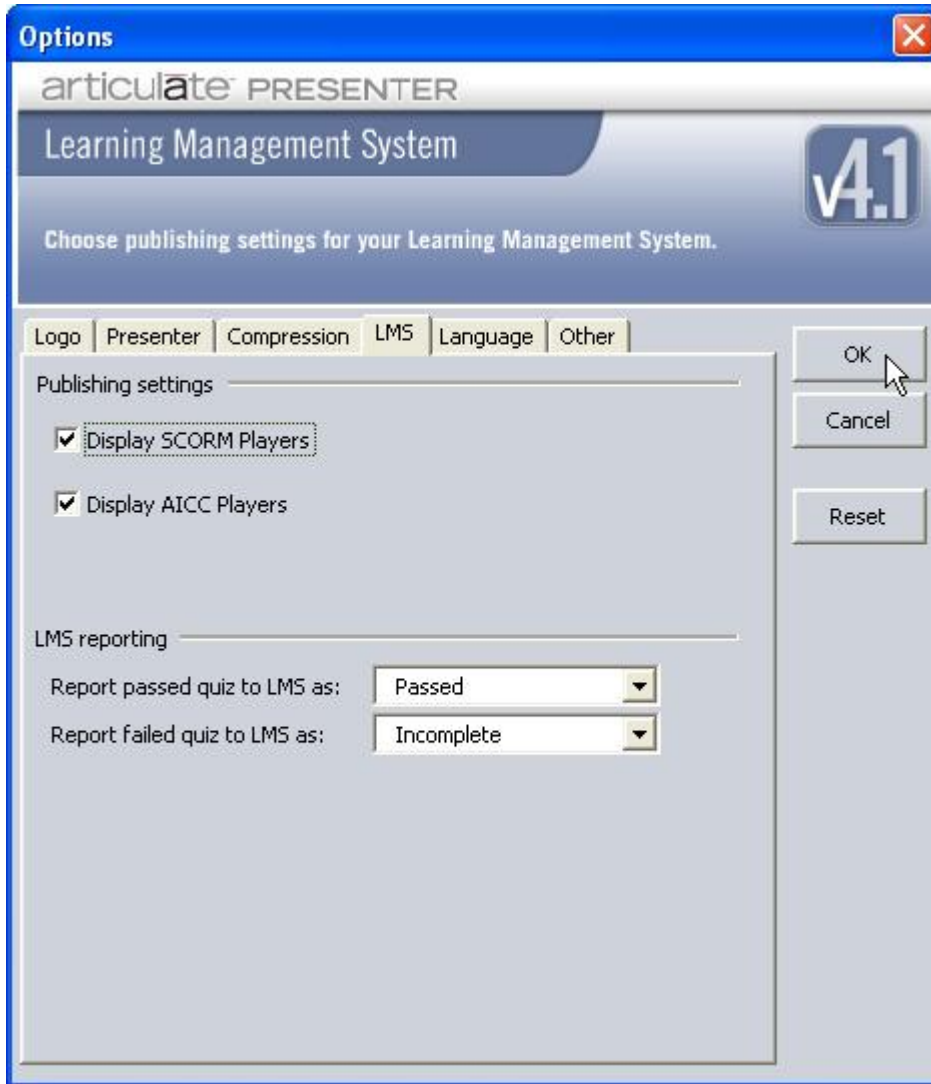 Options
articulāte PRESENTER
Learning Management System
v4.1
Choose publishing settings for your Learning Management System.
Logo Presenter Compression LMS Language Other
OK
Publishing settings
Cancel
Display SCORM Players
Display AICC Players
Reset
LMS reporting
Report passed quiz to LMS as: Passed
Report failed quiz to LMS as: Incomplete